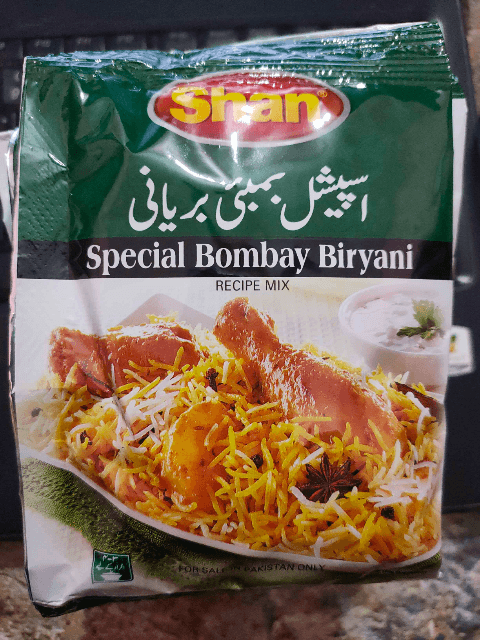 Shan
اسپیشل بمبئی بریانی
Special Bombay Biryani
RECIPE MIX
FOR SALE IN PAKISTAN ONLY